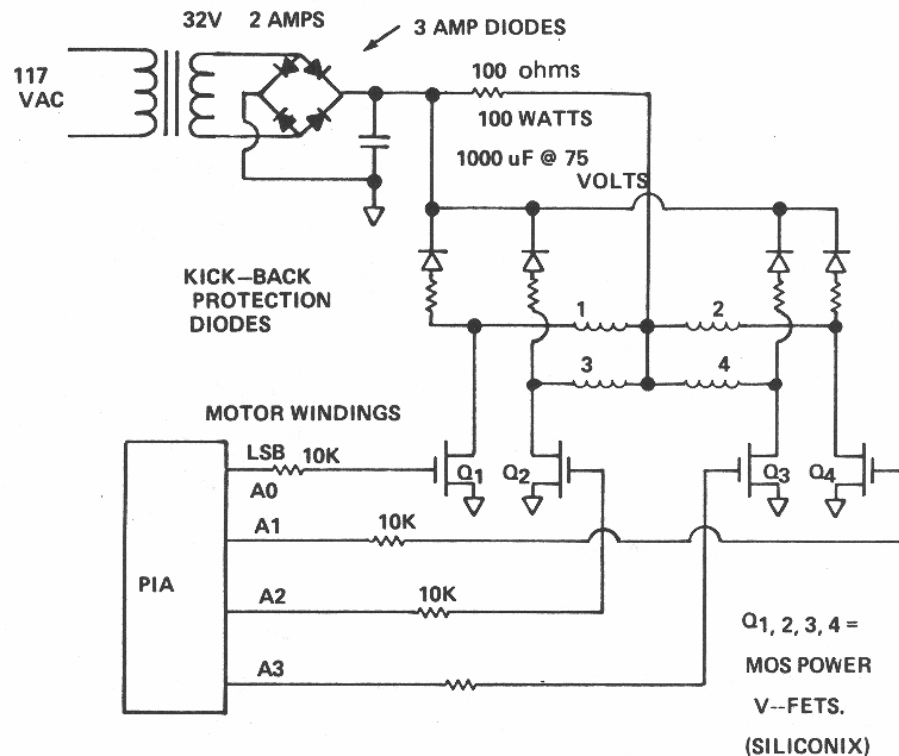 32V 2 AMPS
3 AMP DIODES
117
VAC
100 ohms
100 WATTS
1000 uF @ 75
VOLTS
KICK–BACK
PROTECTION
DIODES
1
2
3
4
MOTOR WINDINGS
LSB
10K
A0
Q1
Q2
Q3
Q4
A1
10K
PIA
A2
10K
A3
Q1, 2, 3, 4 =
MOS POWER
V--FETS.
(SILICONIX)